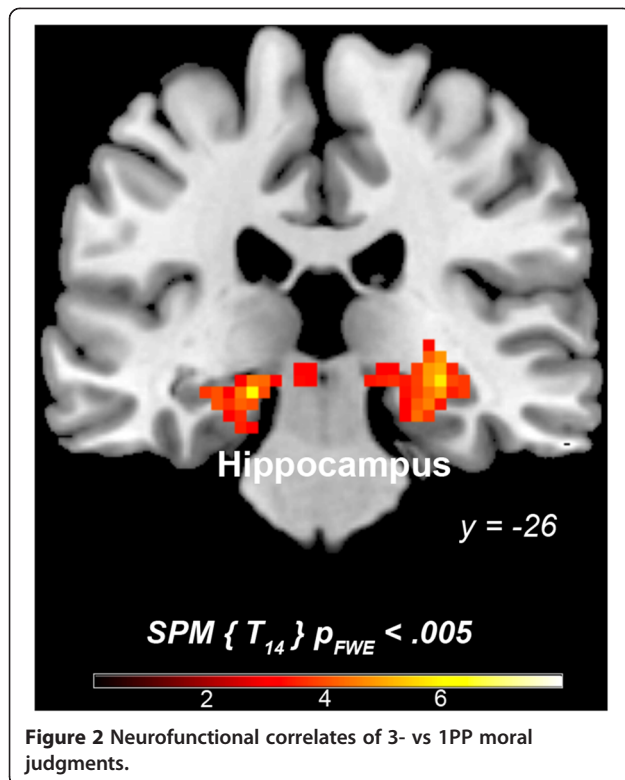 Hippocampus
y = -26
SPM { T14 } pFWE < .005
2 4 6
Figure 2 Neurofunctional correlates of 3- vs 1PP moral
judgments.